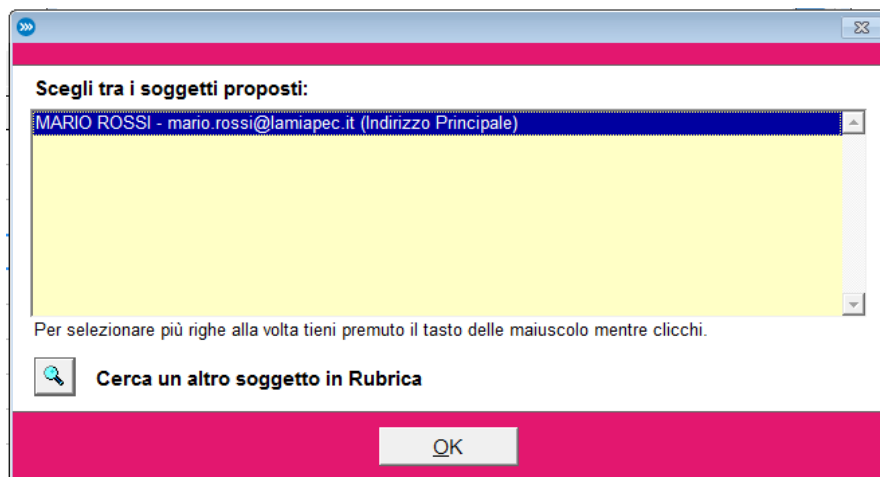 Scegli tra i soggetti proposti:
MARIO ROSSI - mario.rossi@lamiapec.it (Indirizzo Principale)
Per selezionare più righe alla volta tieni premuto il tasto delle maiuscolo mentre clicchi.
Cerca un altro soggetto in Rubrica
OK